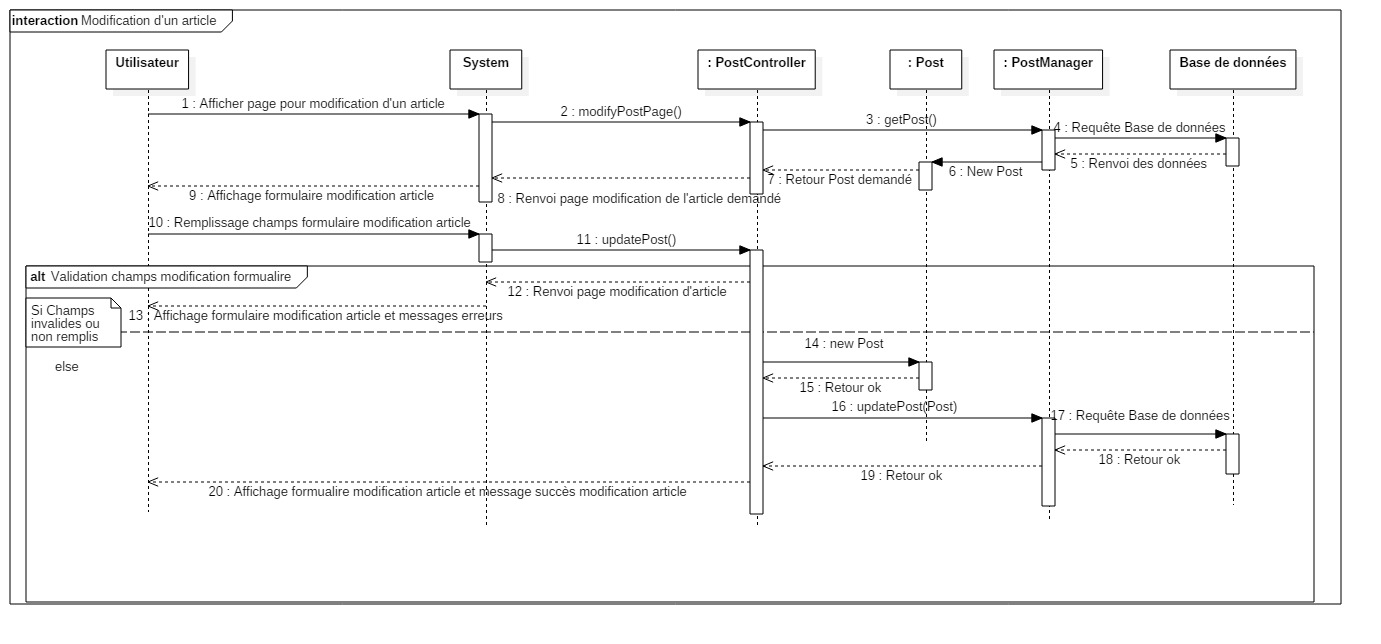 interaction Modification d'un article
Utilisateur
System
: PostController
: Post
: PostManager
Base de données
1 : Afficher page pour modification d'un article
2 : modifyPostPage()
3 : getPost()
4 : Requête Base de données
5 : Renvoi des données
6 : New Post
7 : Retour Post demandé
8 : Renvoi page modification de l'article demandé
9 : Affichage formulaire modification article
10 : Remplissage champs formulaire modification article
11 : updatePost()
alt Validation champs modification formualire
12 : Renvoi page modification d'article
Si Champs
invalides ou
non remplis
13 : Affichage formulaire modification article et messages erreurs
14 : new Post
else
15 : Retour ok
16 : updatePost(Post)
17 : Requête Base de données
18 : Retour ok
19 : Retour ok
20 : Affichage formualire modification article et message succès modification article